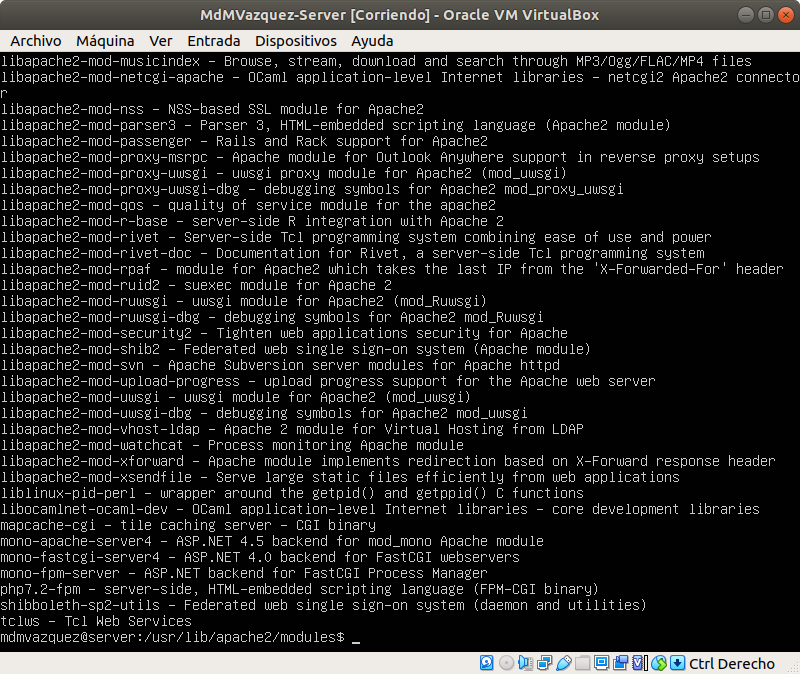 MdMVazquez-Server [Corriendo] - Oracle VM VirtualBox
Archivo Máquina Ver Entrada Dispositivos Ayuda
libapache2-mod-musicindex - Browse, stream, download and search through MP3/Ogg/FLAC/MP4 files
libapache2-mod-netcgi-apache - OCaml application-level Internet libraries - netcgi2 Apache2 connecto
r
libapache2-mod-nss - NSS-based SSL module for Apache2
libapache2-mod-parser3 - Parser 3, HTML-embedded scripting language (Apache2 module)
libapache2-mod-passenger - Rails and Rack support for Apache2
libapache2-mod-proxy-msrpc - Apache module for Outlook Anywhere support in reverse proxy setups
libapache2-mod-proxy-uwsgi - uwsgi proxy module for Apache2 (mod_uwsgi)
libapache2-mod-proxy-uwsgi-dbg - debugging symbols for Apache2 mod_proxy_uwsgi
libapache2-mod-qos - quality of service module for the apache2
libapache2-mod-r-base - server-side R integration with Apache 2
libapache2-mod-rivet - Server-side Tcl programming system combining ease of use and power
libapache2-mod-rivet-doc - Documentation for Rivet, a server-side Tcl programming system
libapache2-mod-rpaf - module for Apache2 which takes the last IP from the 'X-Forwarded-For' header
libapache2-mod-ruid2 - suexec module for Apache 2
libapache2-mod-ruwsgi - uwsgi module for Apache2 (mod_Ruwsgi)
libapache2-mod-ruwsgi-dbg - debugging symbols for Apache2 mod_Ruwsgi
libapache2-mod-security2 - Tighten web applications security for Apache
libapache2-mod-shib2 - Federated web single sign-on system (Apache module)
libapache2-mod-svn - Apache Subversion server modules for Apache httpd
libapache2-mod-upload-progress - upload progress support for the Apache web server
libapache2-mod-uwsgi - uwsgi module for Apache2 (mod_uwsgi)
libapache2-mod-uwsgi-dbg - debugging symbols for Apache2 mod_uwsgi
libapache2-mod-vhost-ldap - Apache 2 module for Virtual Hosting from LDAP
libapache2-mod-watchcat - Process monitoring Apache module
libapache2-mod-xforward - Apache module implements redirection based on X-Forward response header
libapache2-mod-xsendfile - Serve large static files efficiently from web applications
liblinux-pid-perl - wrapper around the getpid() and getppid() C functions
libocamlnet-ocaml-dev - OCaml application-level Internet libraries - core development libraries
mapcache-cgi - tile caching server - CGI binary
mono-apache-server4 - ASP.NET 4.5 backend for mod_mono Apache module
mono-fastcgi-server4 - ASP.NET 4.0 backend for FastCGI webservers
mono-fpm-server - ASP.NET backend for FastCGI Process Manager
php7.2-fpm - server-side, HTML-embedded scripting language (FPM-CGI binary)
shibboleth-sp2-utils - Federated web single sign-on system (daemon and utilities)
tclws - Tcl Web Services
mdmvazquez@server:/usr/lib/apache2/modules$ _
Ctrl Derecho